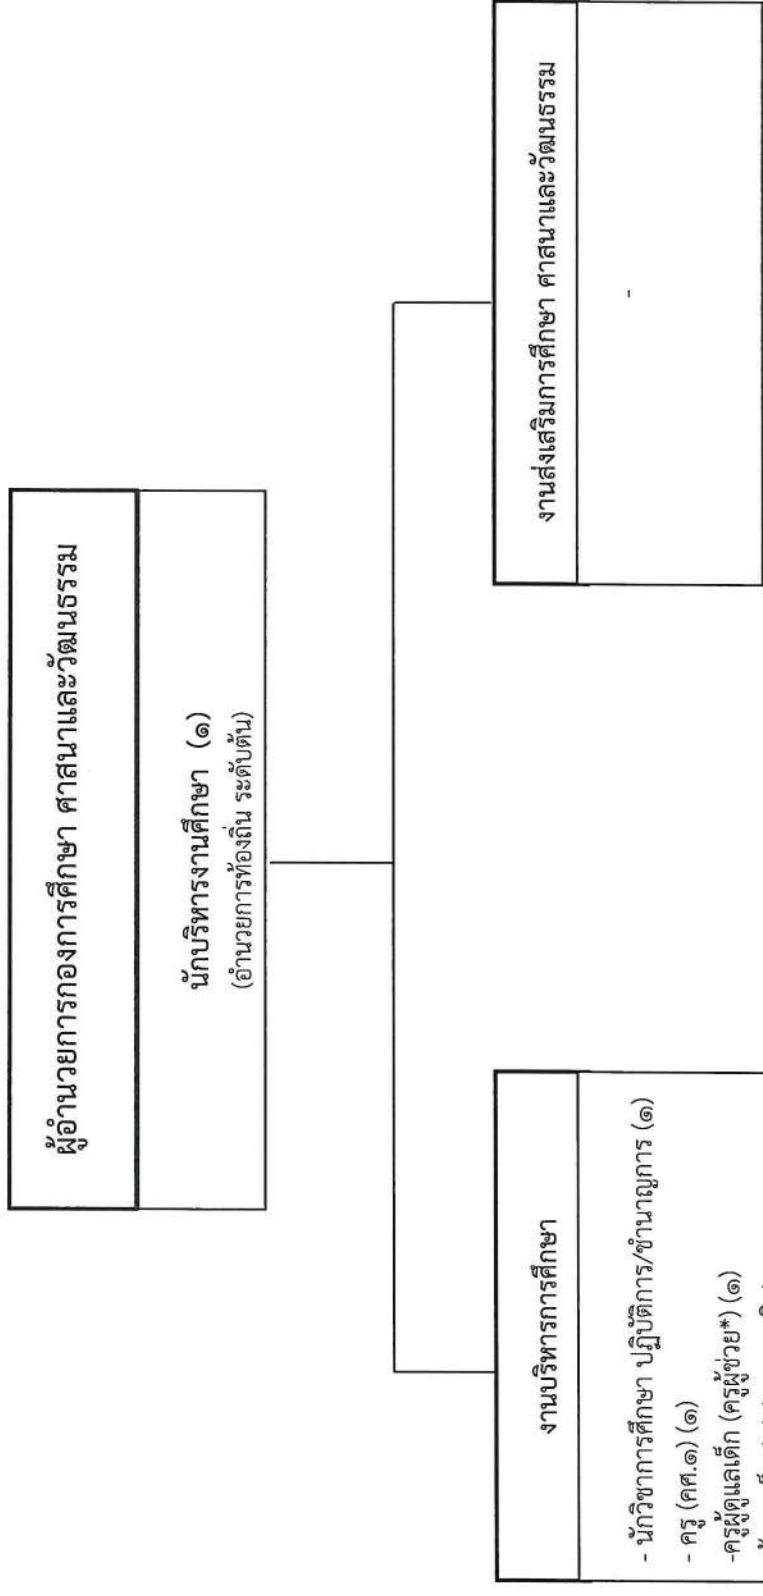 ผู้อำนวยการกองการศึกษา ศาสนาและวัฒนธรรม
นักบริหารงานศึกษา (๑)
(อำนวยการท้องถิ่น ระดับต้น)
งานบริหารการศึกษา
- นักวิชาการศึกษา ปฏิบัติการ/ชำนาญการ (๑)
- ครู (คศ.๑) (๑)
-ครูผู้ดูแลเด็ก (ครูผู้ช่วย*) (๑)
งานส่งเสริมการศึกษา ศาสนาและวัฒนธรรม
-